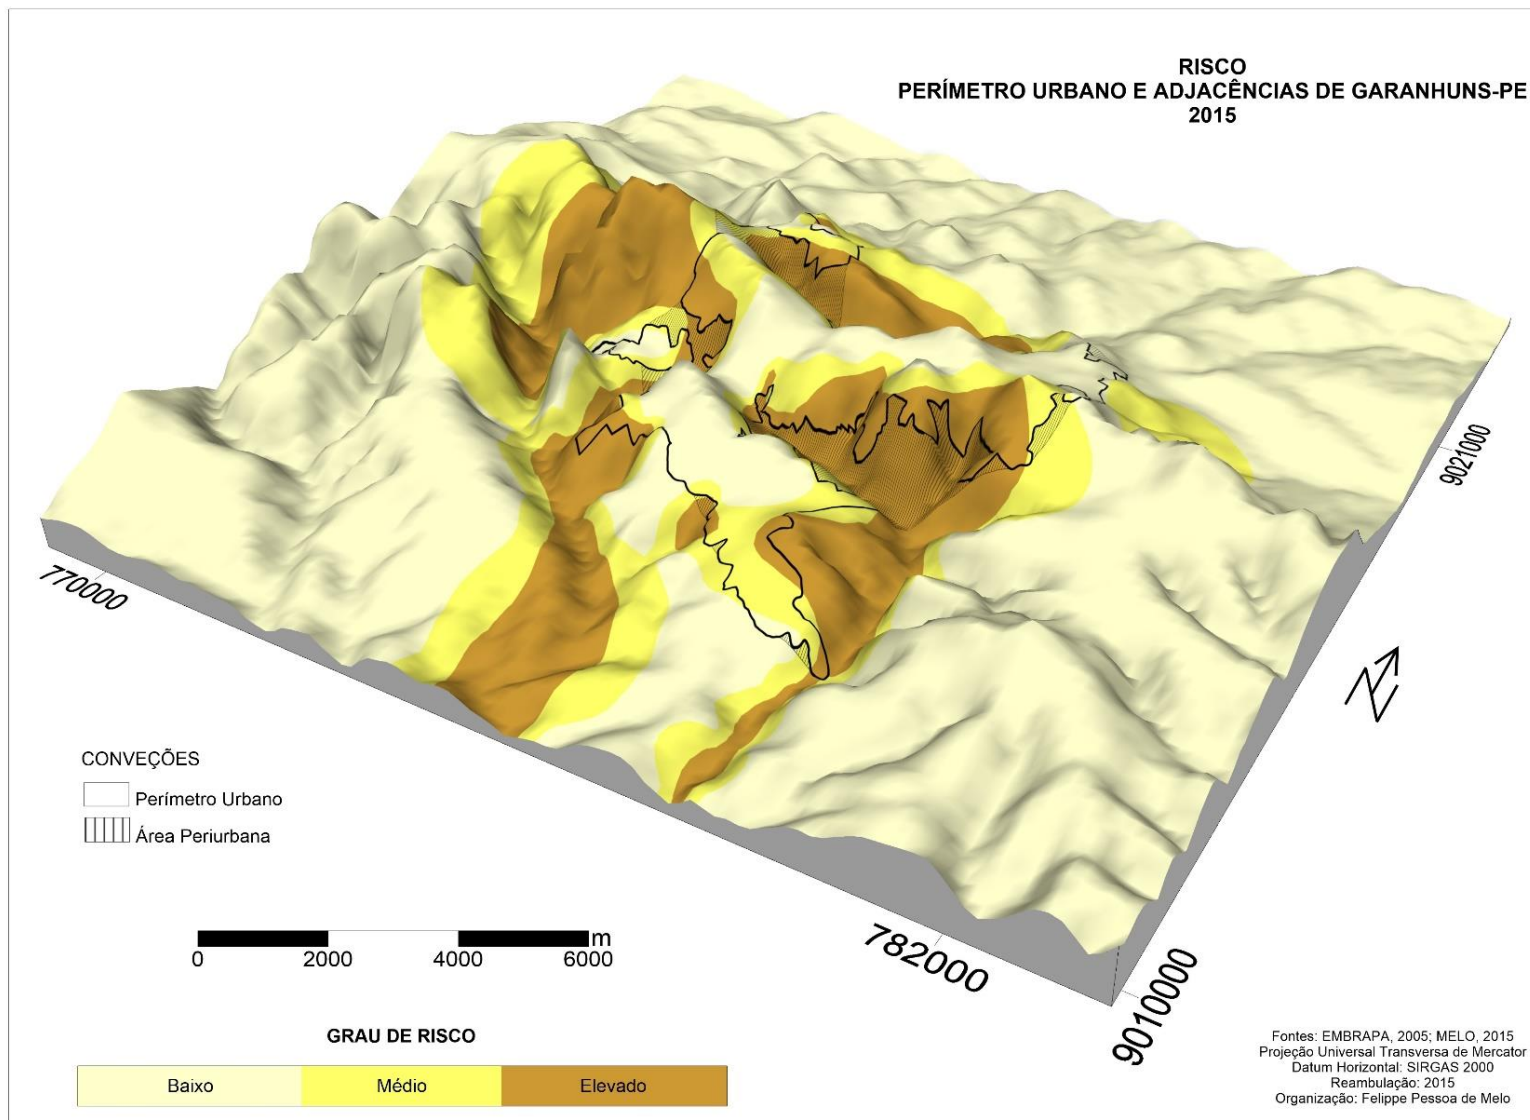 RISCO
PERÍMETRO URBANO E ADJACÊNCIAS DE GARANHUNS-PE
2015
9021000
770000
CONVEÇÕES
Perímetro Urbano
Área Periurbana
m
0 2000 4000 6000
782000
9010000
GRAU DE RISCO
Baixo Médio Elevado
Fontes: EMBRAPA, 2005; MELO, 2015
Projeção Universal Transversa de Mercator
Datum Horizontal: SIRGAS 2000
Reambulação: 2015
Organização: Felippe Pessoa de Melo